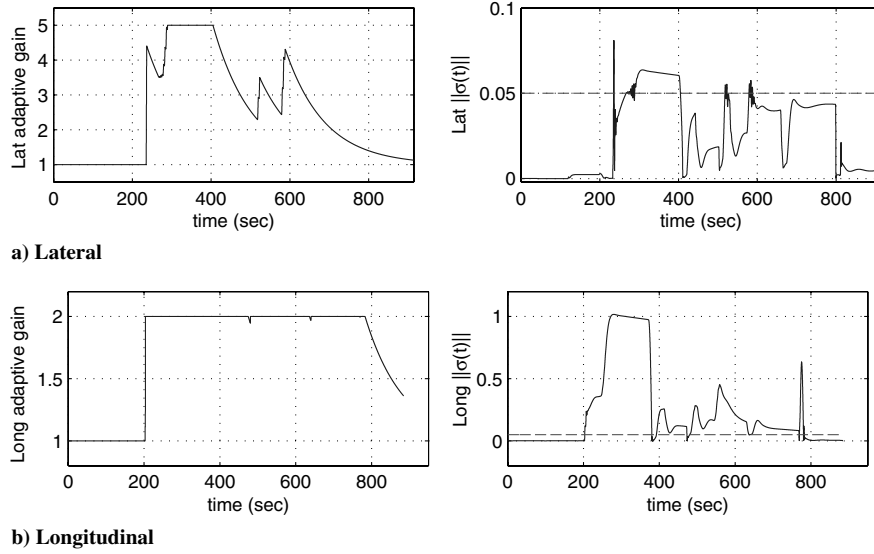 Lat adaptive gain
5
4
3
2
1
0 200 400 600 800
time (sec)
Lat ||σ(t)||
0.1
0.05
0
0 200 400 600 800
time (sec)
a) Lateral
Long adaptive gain
2
1.5
1
0 200 400 600 800
time (sec)
Long ||σ(t)||
1
0.5
0
0 200 400 600 800
time (sec)
b) Longitudinal